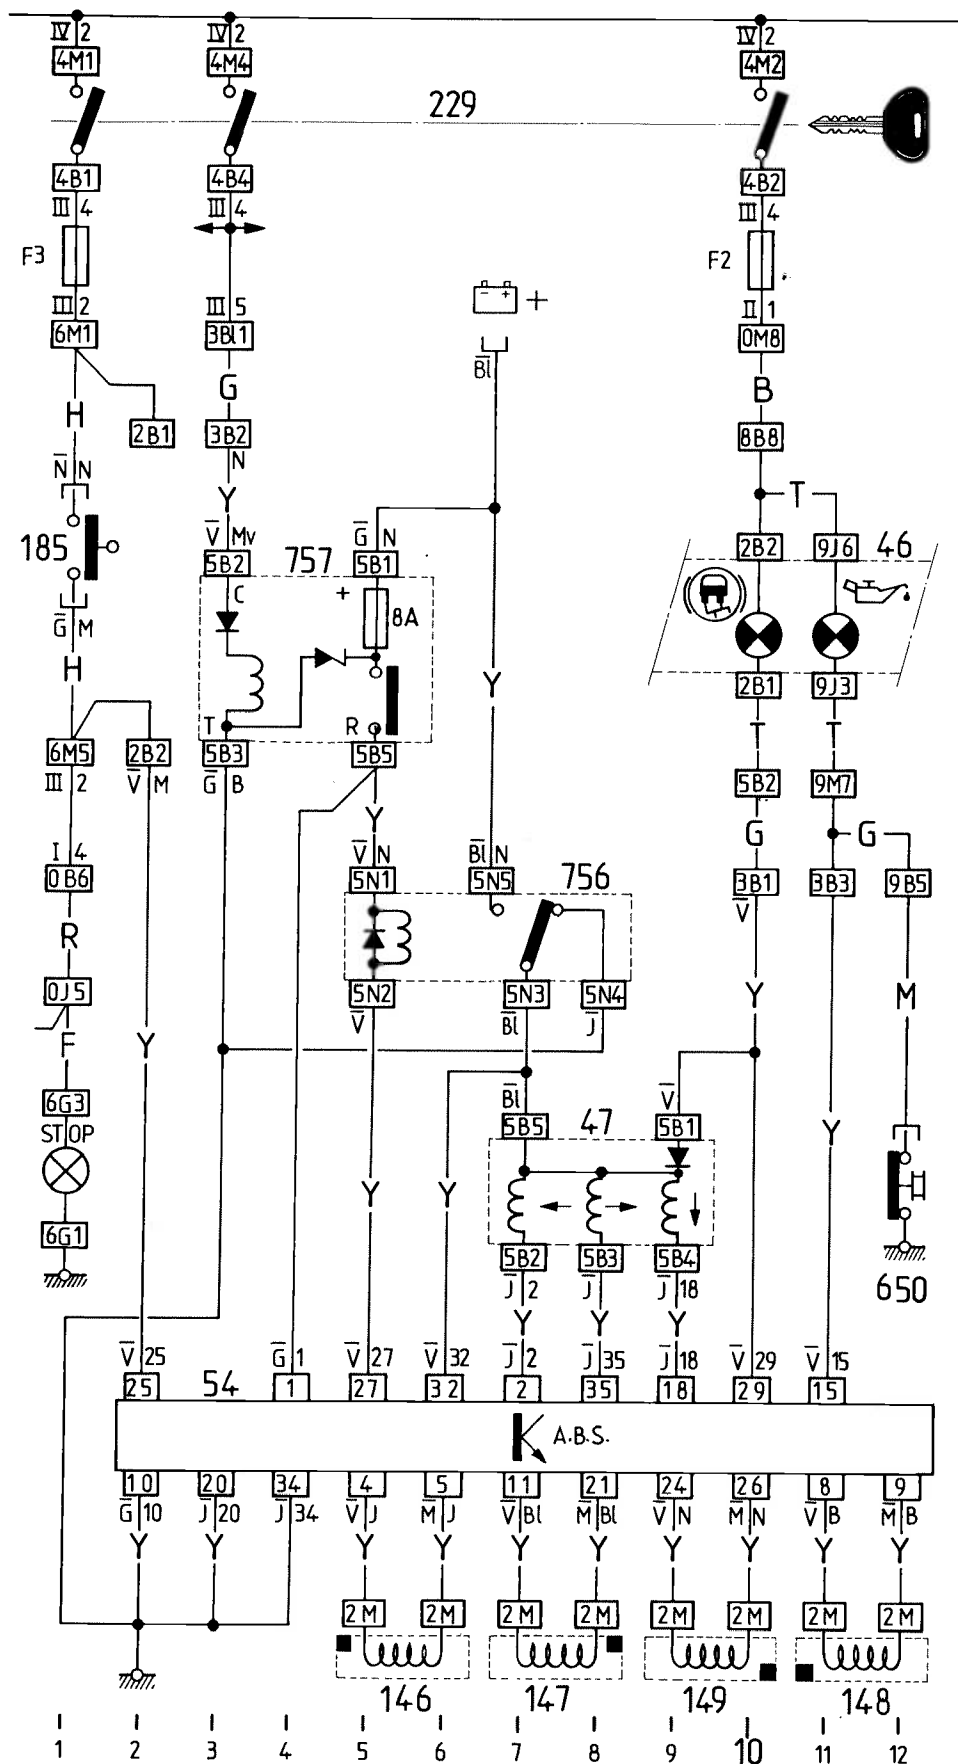 IV 2 IV 2 IV 2
4M1 4M4 4M2
229
4B1 4B4 4B2
III 4 III 4 III 4
F3 F2
- + +
III 2 III 5 II 1
6M1 3Bl1 0M8
B̅l̅
G B
H 2B1 3B2 8B8
N̅ N N
Y T
V̅ Mv G̅ N
185 5B2 757 5B1 2B2 9J6 46
C + 8A
G̅ M
H
Y
T R 2B1 9J3
6M5 2B2 5B3 5B5 T T
III 2 V̅ M G̅ B 5B2 9M7
Y
G G
I 4 V̅ N B̅l̅ N
0B6 5N1 5N5 756 3B1 3B3 9B5
V̅
R
0J5 5N2 5N3 5N4 Y M
V̅ B̅l̅ J̅
F Y
6G3 B̅l̅ V̅
STOP 5B5 47 5B1 Y
Y Y
6G1
5B2 5B3 5B4
J̅ 2 J̅ J̅ 18 650
Y Y Y
V̅ 25 G̅ 1 V̅ 27 V̅ 32 J̅ 2 J̅ 35 J̅ 18 V̅ 29 V̅ 15
25 54 1 27 32 2 35 18 29 15
A.B.S.
10 20 34 4 5 11 21 24 26 8 9
G̅ 10 J̅ 20 J̅ 34 V̅ J M̅ J V̅ Bl M̅ Bl V̅ N M̅ N V̅ B M̅ B
Y Y Y Y Y Y Y Y Y Y
2M 2M 2M 2M 2M 2M 2M 2M
146 147 149 148
1 2 3 4 5 6 7 8 9 10 11 12